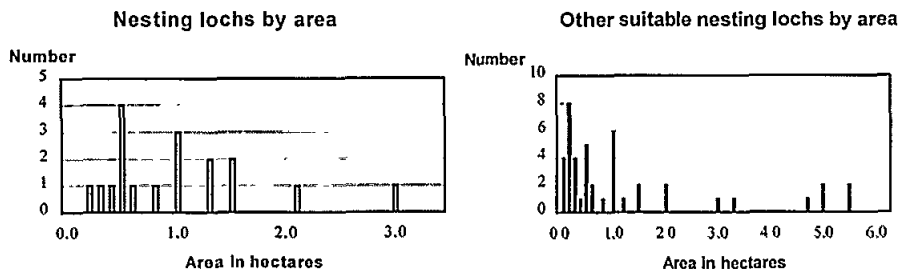 Nesting lochs by area
Number
5
4
3
2
1
0
0.0 1.0 2.0 3.0
Area in hectares
Other suitable nesting lochs by area
Number
10
8
6
4
2
0
0 0 1.0 2.0 3.0 4 0 5.0 6.0
Area in hectares